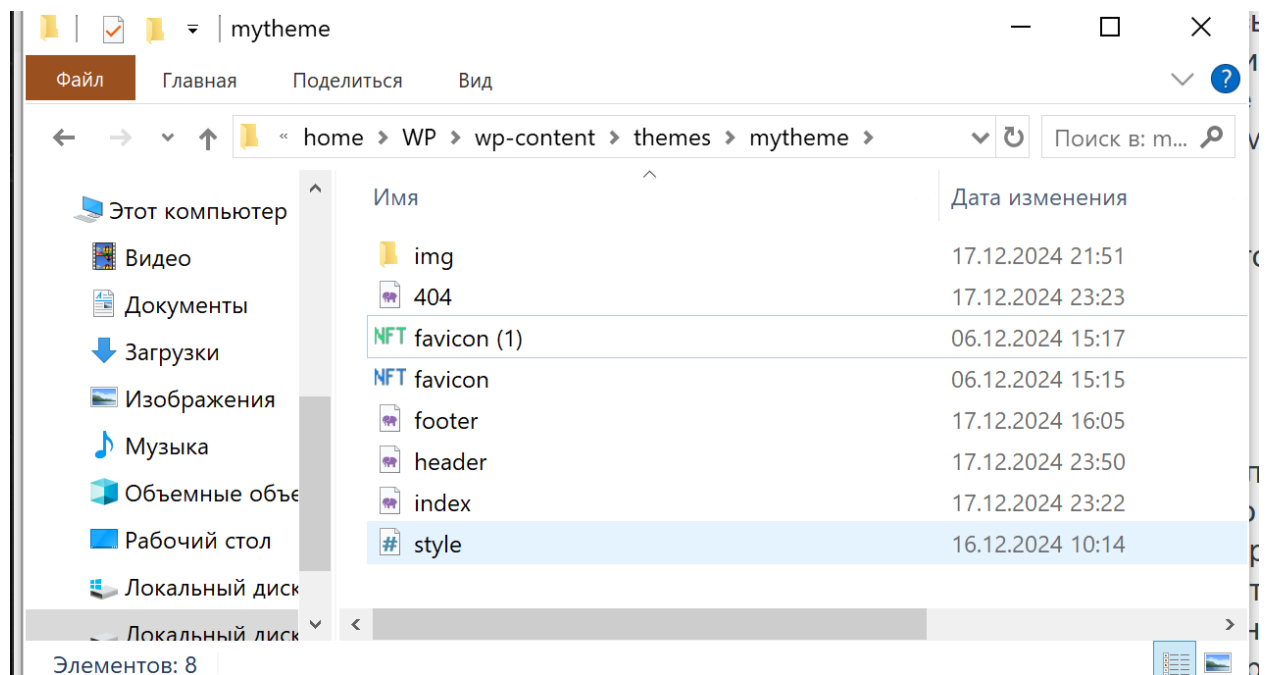 mytheme
Файл Главная Поделиться Вид
« home > WP > wp-content > themes > mytheme > Поиск в: m...
Этот компьютер
Видео
Документы
Загрузки
Изображения
Музыка
Объемные объе
Рабочий стол
Локальный диск
Локальный диск
Имя Дата изменения
img 17.12.2024 21:51
404 17.12.2024 23:23
NFT favicon (1) 06.12.2024 15:17
NFT favicon 06.12.2024 15:15
footer 17.12.2024 16:05
header 17.12.2024 23:50
index 17.12.2024 23:22
# style 16.12.2024 10:14
Элементов: 8